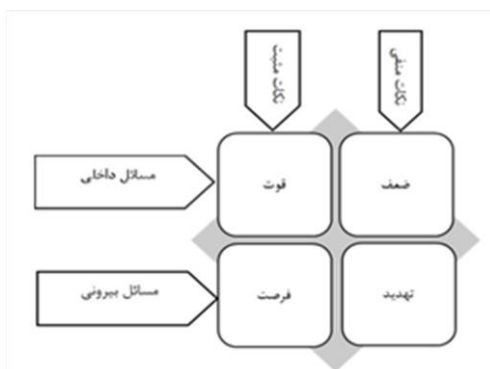 نکات مثبت
نکات منفی
مسائل داخلی
قوت
ضعف
مسائل بیرونی
فرصت
تهدید